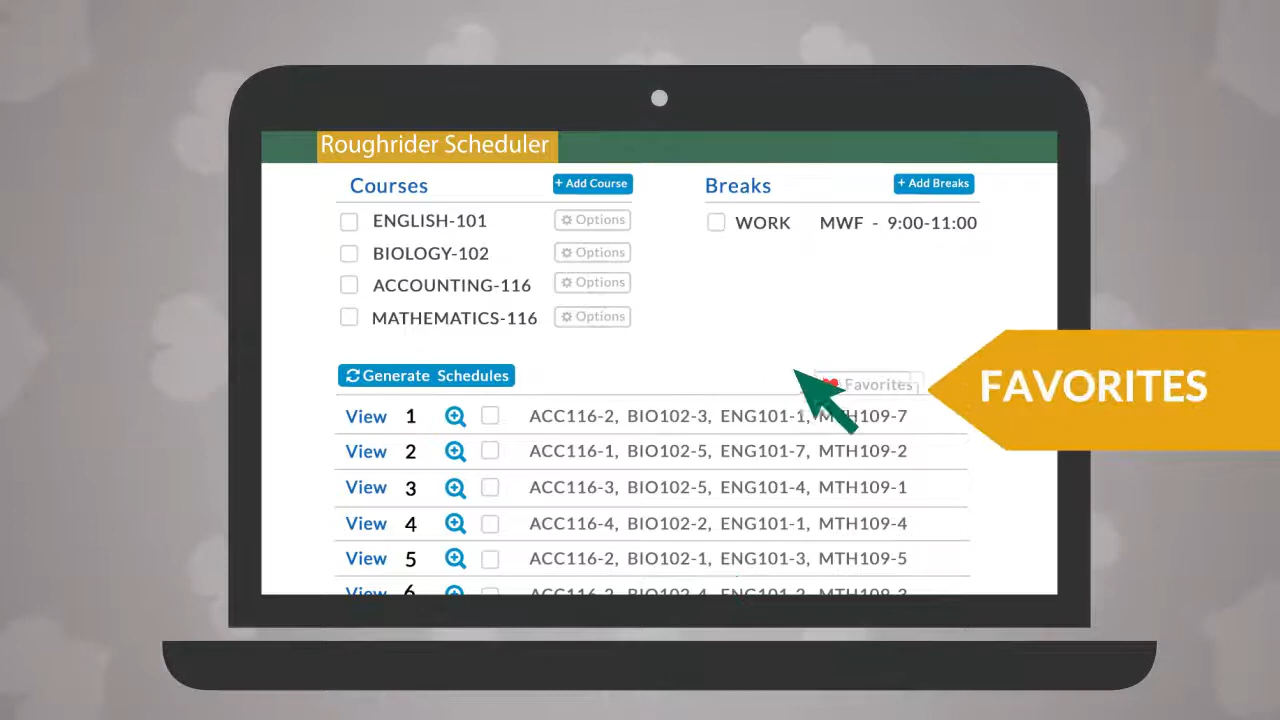 Roughrider Scheduler
Courses
+ Add Course
Breaks
+ Add Breaks
ENGLISH-101
Options
WORK MWF - 9:00-11:00
BIOLOGY-102
Options
ACCOUNTING-116
Options
MATHEMATICS-116
Options
Generate Schedules
Favorites
FAVORITES
View 1 ACC116-2, BIO102-3, ENG101-1, MTH109-7
View 2 ACC116-1, BIO102-5, ENG101-7, MTH109-2
View 3 ACC116-3, BIO102-5, ENG101-4, MTH109-1
View 4 ACC116-4, BIO102-2, ENG101-1, MTH109-4
View 5 ACC116-2, BIO102-1, ENG101-3, MTH109-5
View 6